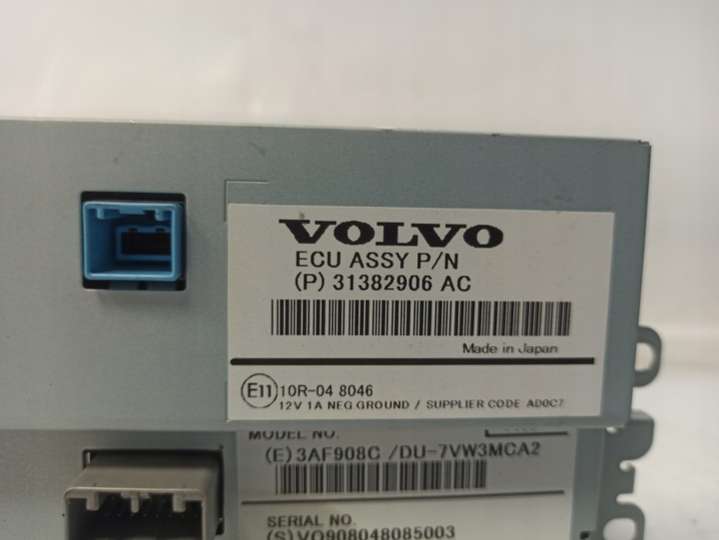 VOLVO
ECU ASSY P/N
(P) 31382906 AC
Made in Japan
E11 10R-04 8046
12V 1A NEG GROUND / SUPPLIER CODE AD0C7
MODEL NO.
(E)3AF908C /DU-7VW3MCA2
SERIAL NO.
(S)VO908048085003